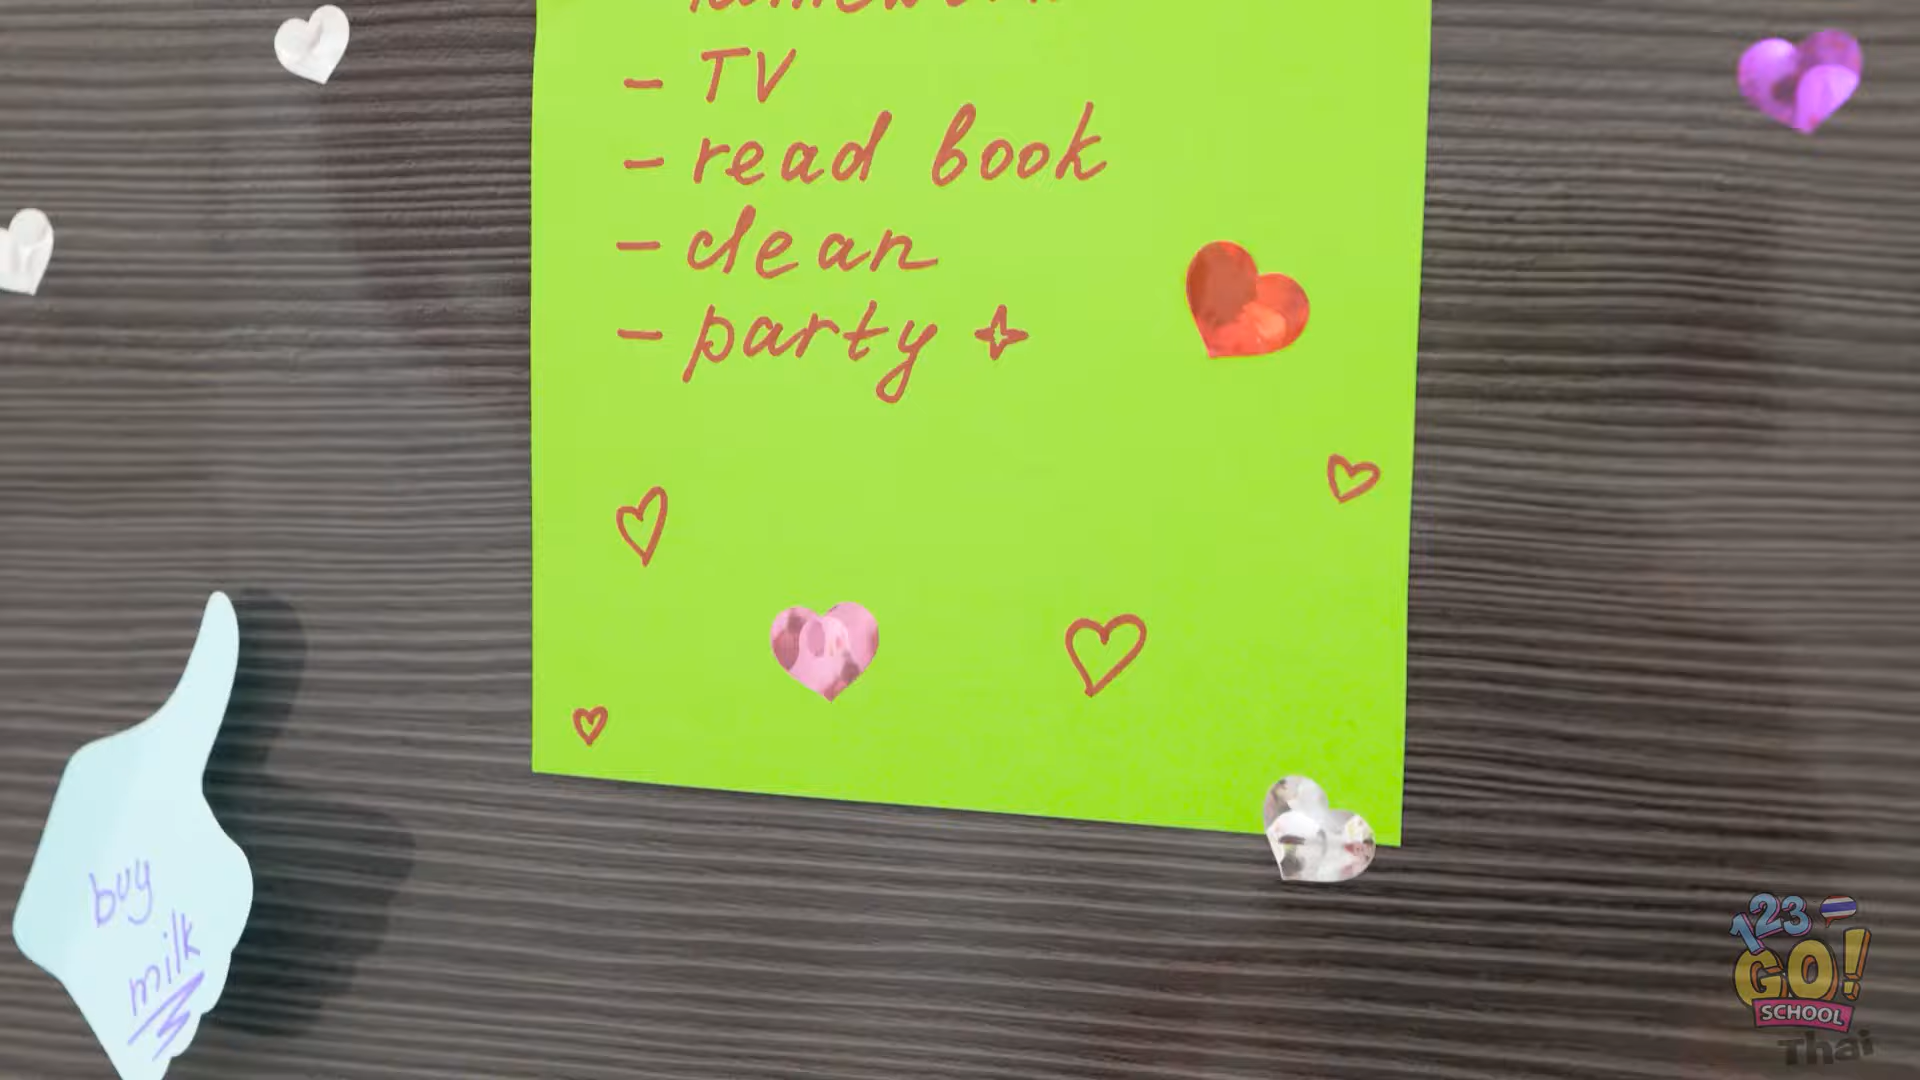 - TV
- read book
- clean
- party
buy
milk
123
GO!
SCHOOL
Thai